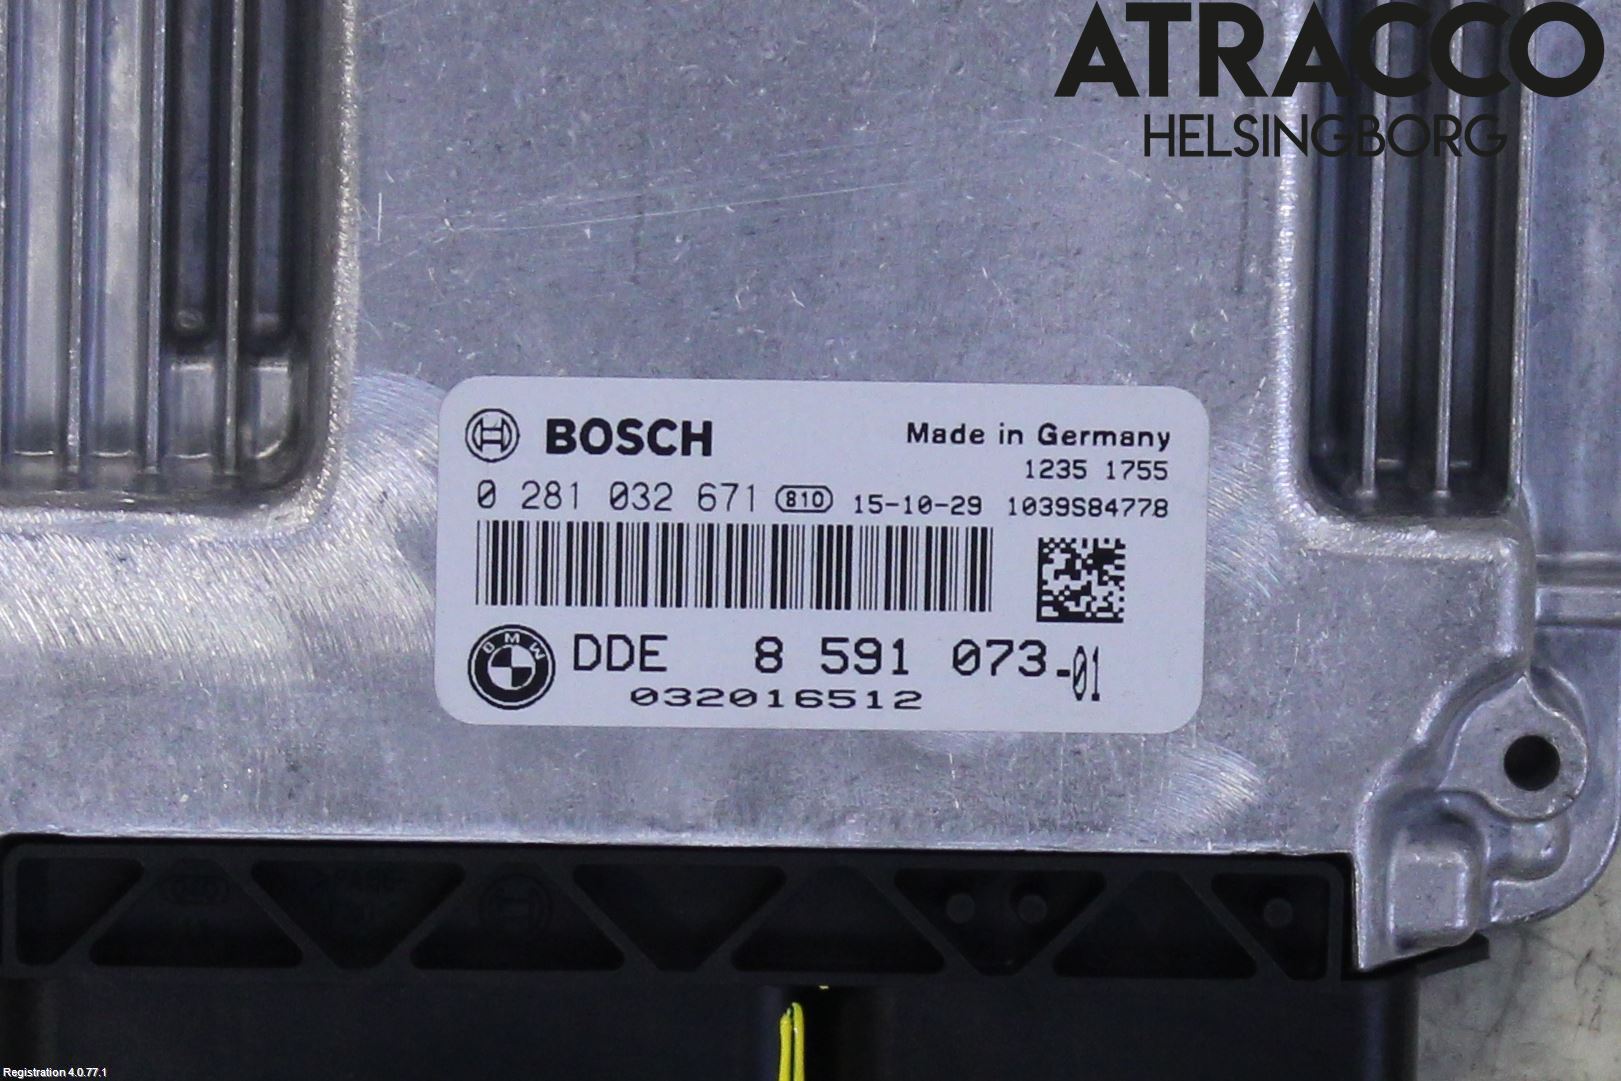 ATRACCO
HELSINGBORG
BOSCH Made in Germany
1235 1755
0 281 032 671 810 15-10-29 1039S84778
BMW DDE 8 591 073-01
032016512
Registration 4.0.77.1